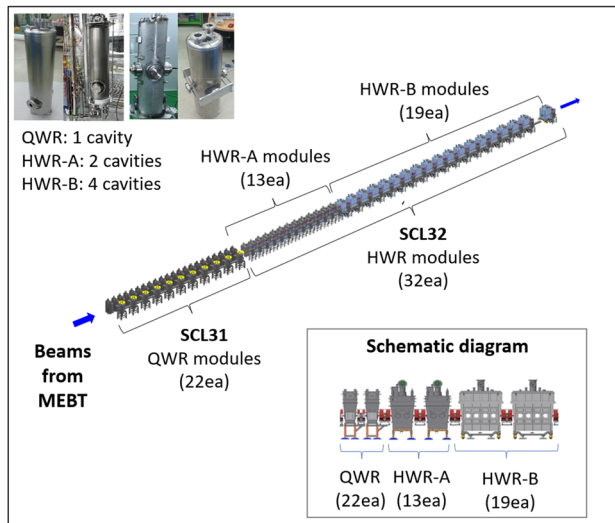 QWR: 1 cavity
HWR-A: 2 cavities
HWR-B: 4 cavities
HWR-B modules
(19ea)
HWR-A modules
(13ea)
SCL32
HWR modules
(32ea)
SCL31
QWR modules
(22ea)
Beams
from
MEBT
Schematic diagram
QWR HWR-A HWR-B
(22ea) (13ea) (19ea)